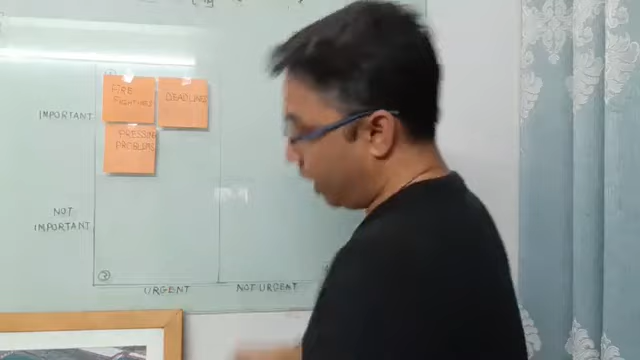 FIRE
FIGHTING
DEADLINES
IMPORTANT
PRESSING
PROBLEMS
NOT
IMPORTANT
URGENT
NOT URGENT